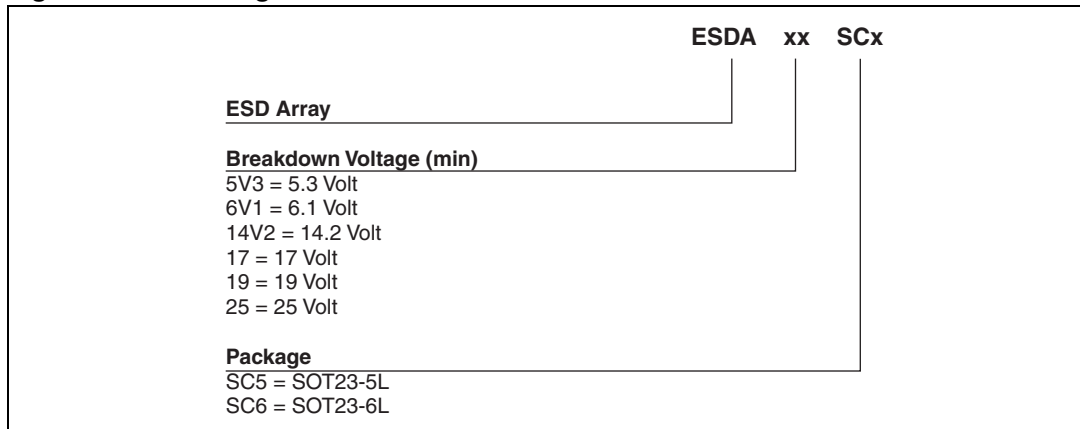 ESDA xx SCx
ESD Array
Breakdown Voltage (min)
5V3 = 5.3 Volt
6V1 = 6.1 Volt
14V2 = 14.2 Volt
17 = 17 Volt
19 = 19 Volt
25 = 25 Volt
Package
SC5 = SOT23-5L
SC6 = SOT23-6L